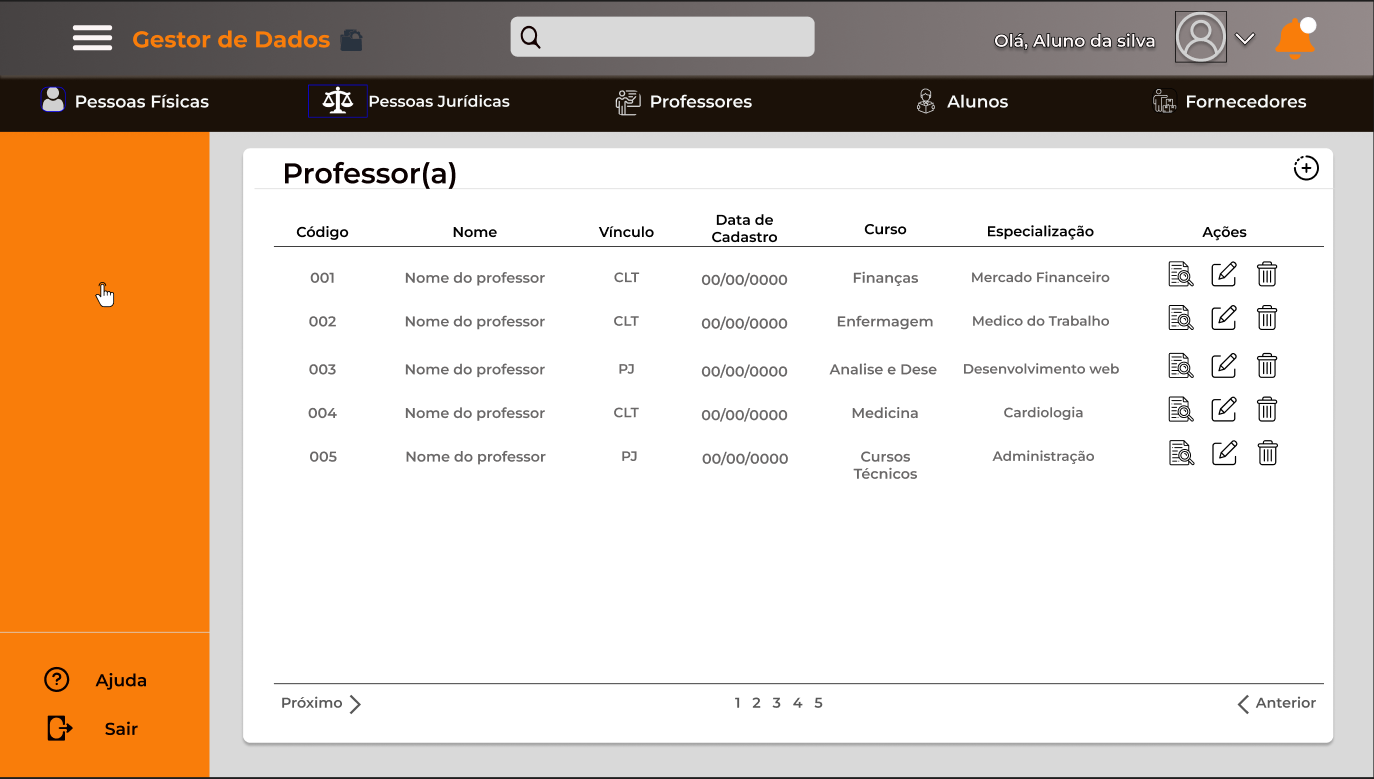 Gestor de Dados
Olá, Aluno da silva
Pessoas Físicas
Pessoas Jurídicas
Professores
Alunos
Fornecedores
Professor(a)
Código Nome Vínculo Data de Cadastro Curso Especialização Ações
001 Nome do professor CLT 00/00/0000 Finanças Mercado Financeiro
002 Nome do professor CLT 00/00/0000 Enfermagem Medico do Trabalho
003 Nome do professor PJ 00/00/0000 Analise e Dese Desenvolvimento web
004 Nome do professor CLT 00/00/0000 Medicina Cardiologia
005 Nome do professor PJ 00/00/0000 Cursos Técnicos Administração
Próximo 1 2 3 4 5 Anterior
Ajuda
Sair